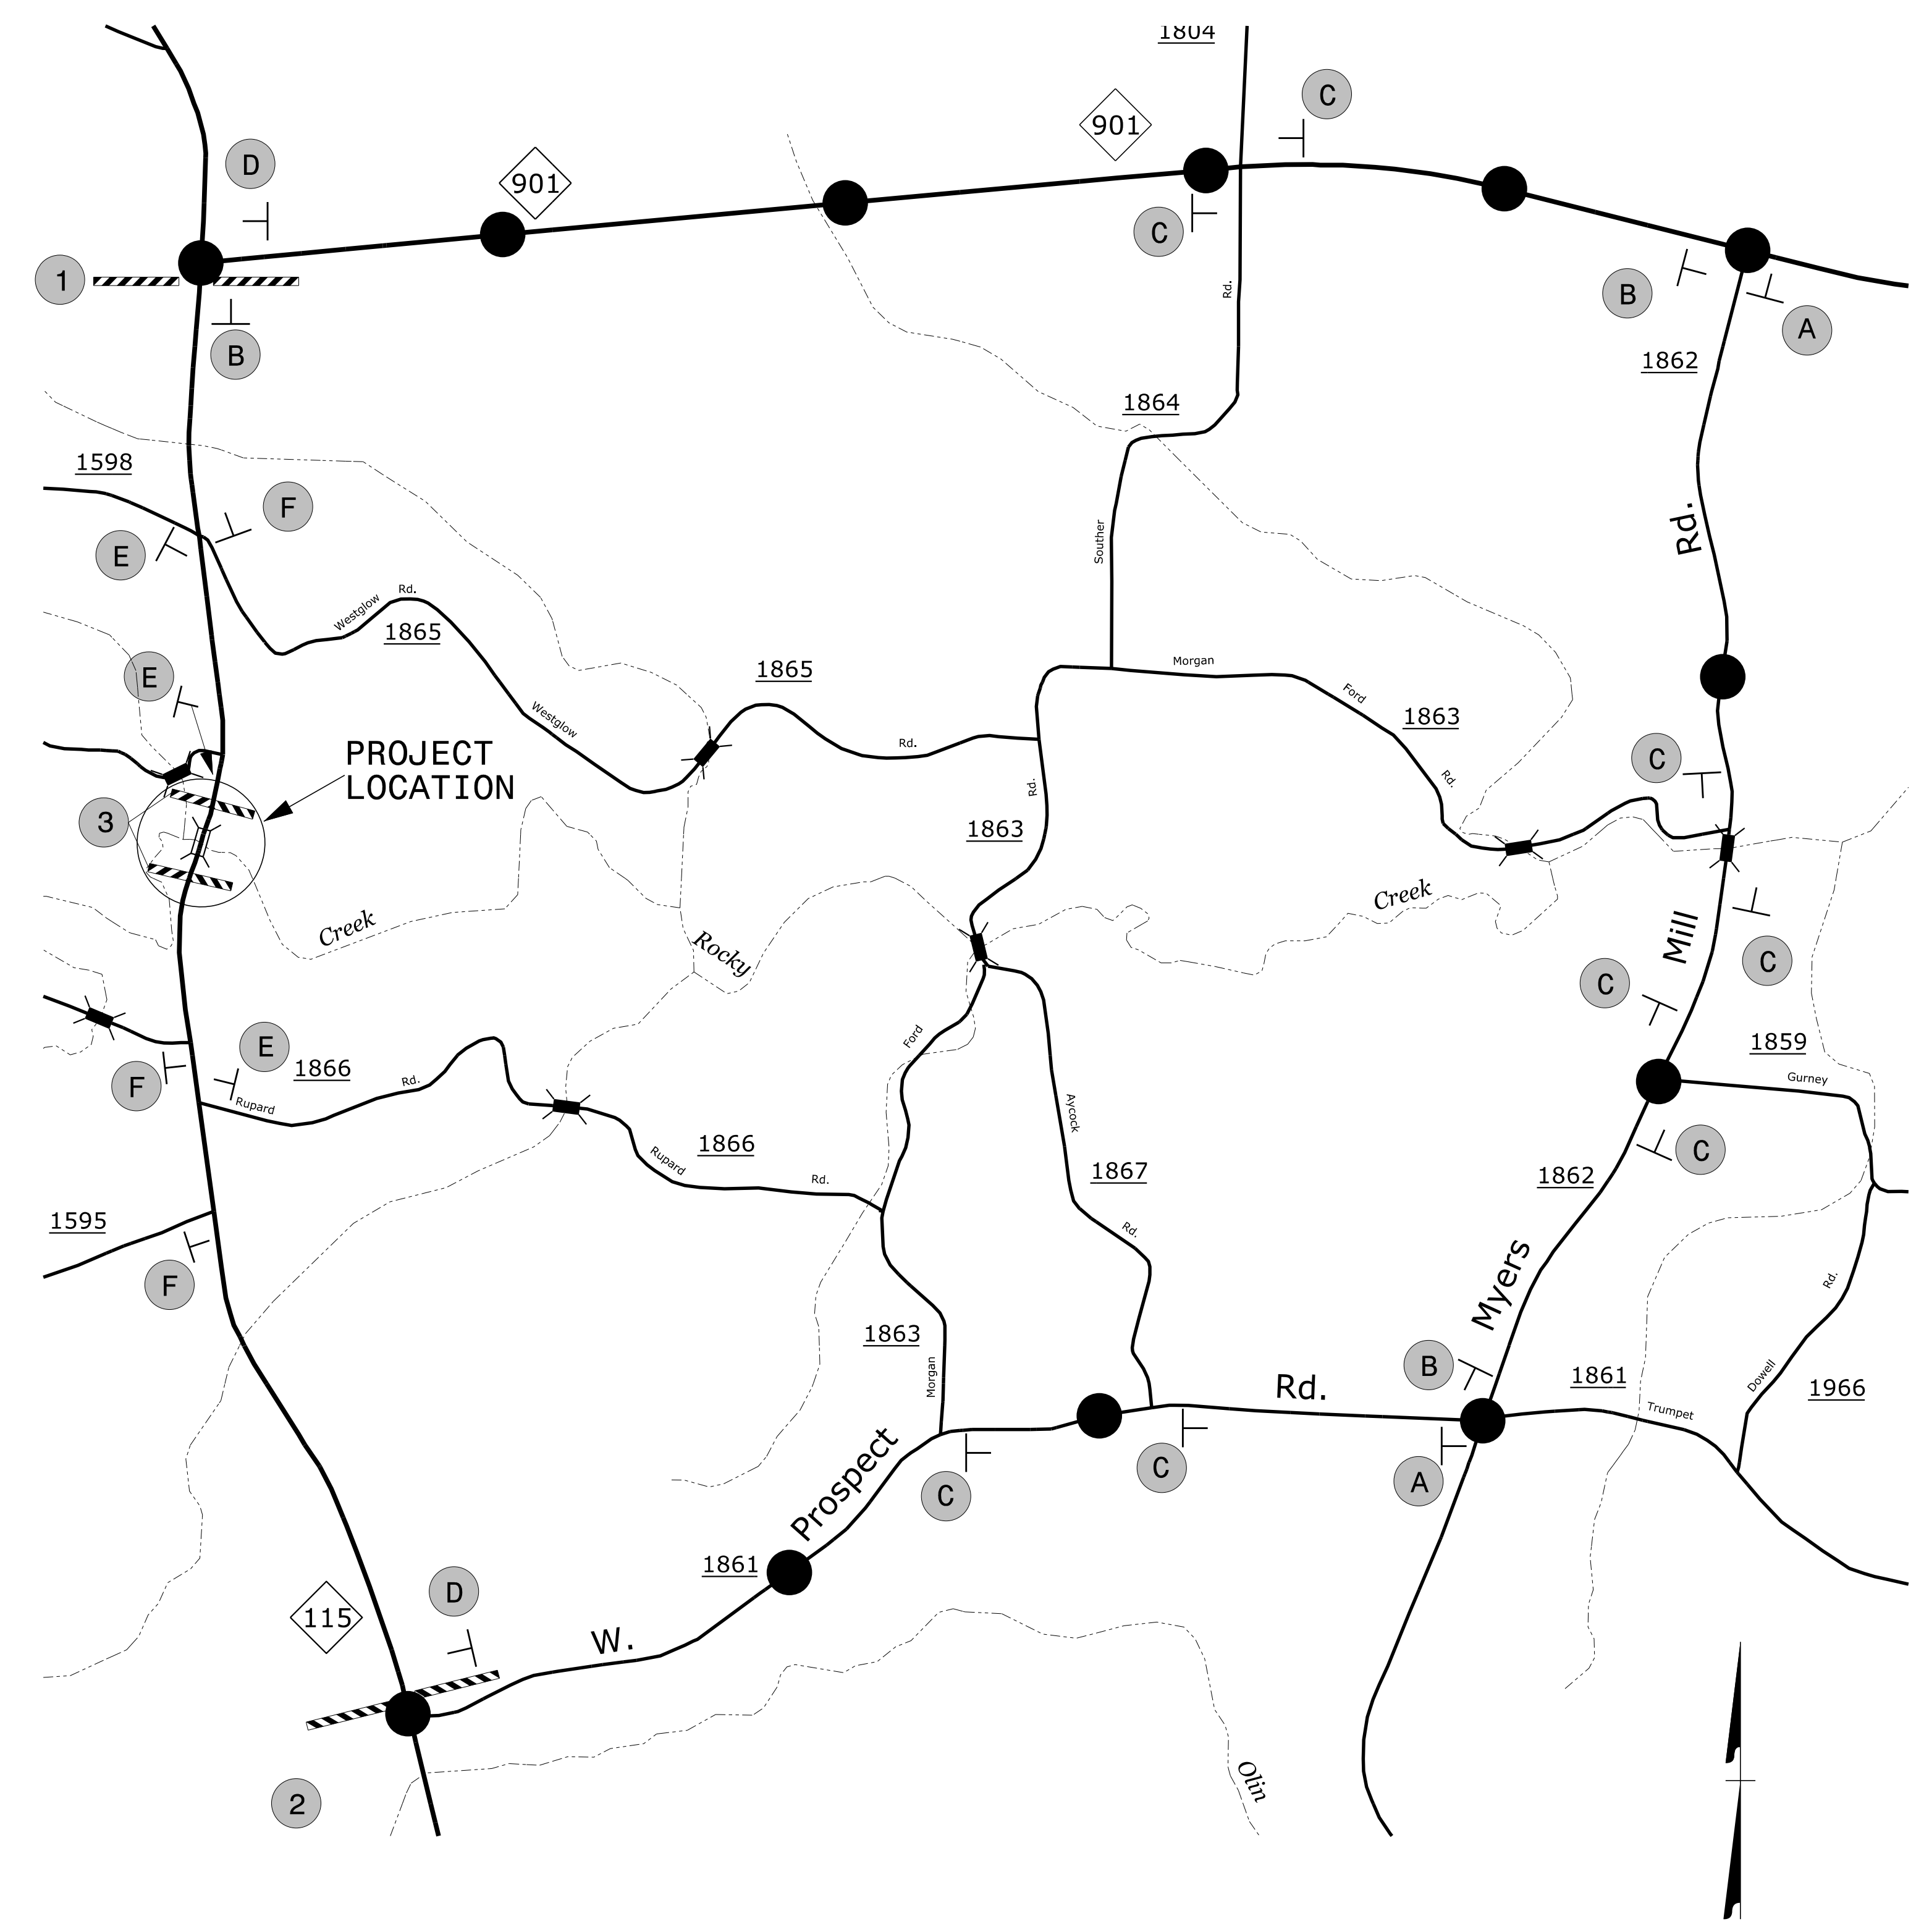 1804
C
901
901
D
C
1
B
B
A
Rd.
1862
1864
1598
F
E
Souther
Rd.
Rd.
Westglow
1865
1865
Morgan
E
Ford
1863
Westglow
Rd.
C
PROJECT
LOCATION
Rd.
Rd.
3
1863
Creek
Creek
Rocky
Mill
C
C
Ford
E
1859
F
1866
Rd.
Gurney
Rupard
Aycock
1866
C
Rupard
1867
1862
Rd.
1595
Rd.
F
Myers
Rd.
1863
Morgan
B
1861
Dowell
1966
Rd.
Trumpet
Prospect
C
C
A
1861
D
115
W.
Olin
2